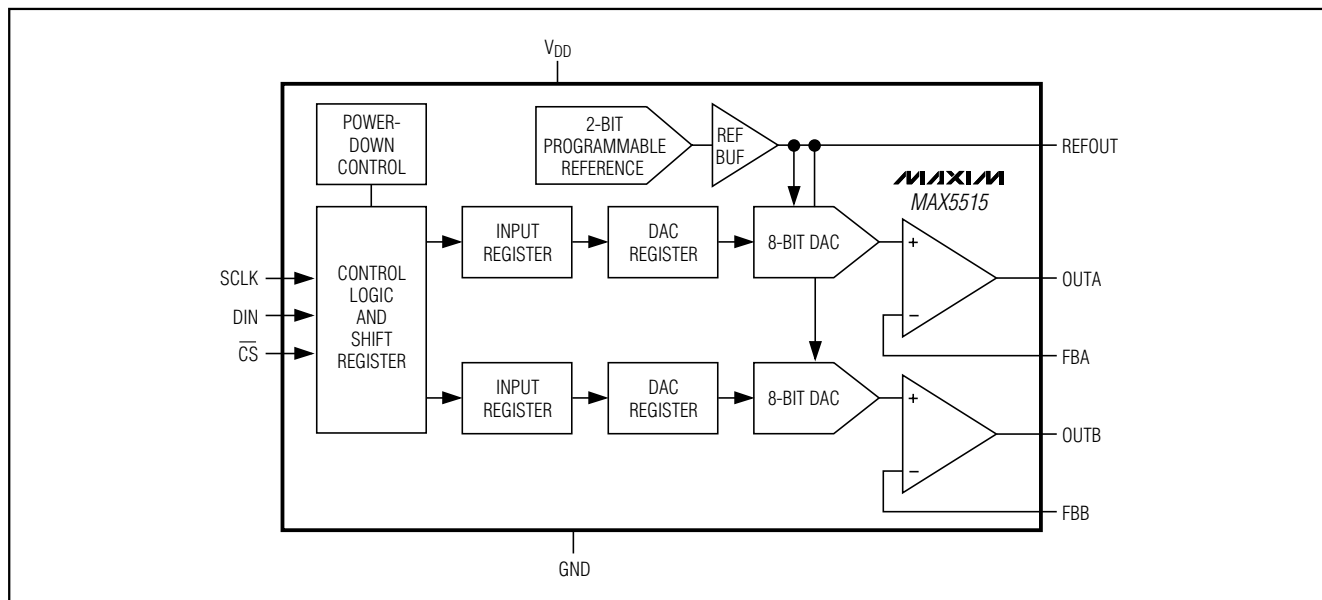 VDD
POWER-
DOWN
CONTROL
2-BIT
PROGRAMMABLE
REFERENCE
REF
BUF
REFOUT
MAXIM
MAX5515
SCLK
DIN
CS
CONTROL
LOGIC
AND
SHIFT
REGISTER
INPUT
REGISTER
DAC
REGISTER
8-BIT DAC
+
−
OUTA
FBA
INPUT
REGISTER
DAC
REGISTER
8-BIT DAC
+
−
OUTB
FBB
GND